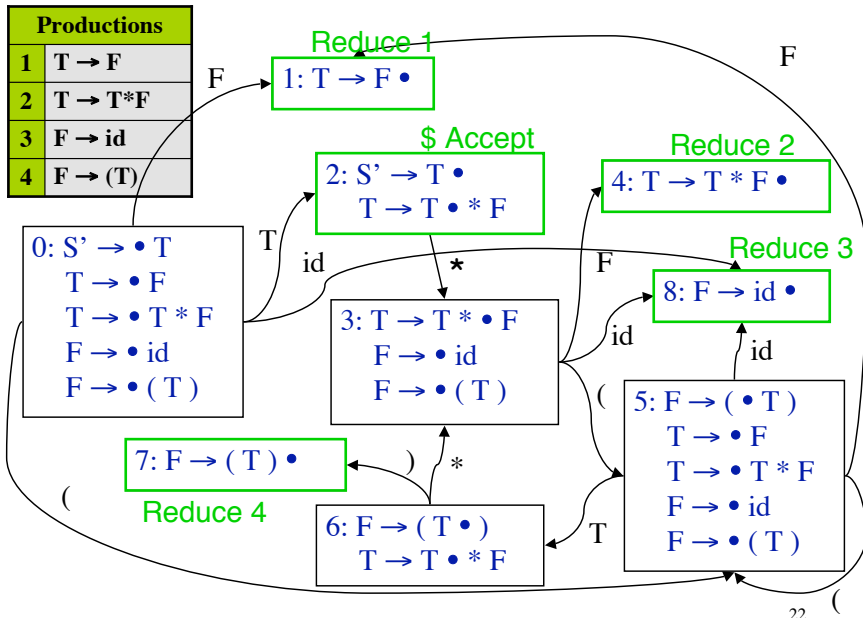 Productions
1 T → F
2 T → T*F
3 F → id
4 F → (T)
Reduce 1
1: T → F •
F
F
$ Accept
2: S’ → T •
T → T • * F
Reduce 2
4: T → T * F •
0: S’ → • T
T → • F
T → • T * F
F → • id
F → • ( T )
T
id
*
F
Reduce 3
8: F → id •
3: T → T * • F
F → • id
F → • ( T )
id
(
id
5: F → ( • T )
T → • F
T → • T * F
F → • id
F → • ( T )
7: F → ( T ) •
Reduce 4
)
*
(
6: F → ( T • )
T → T • * F
T
(
22